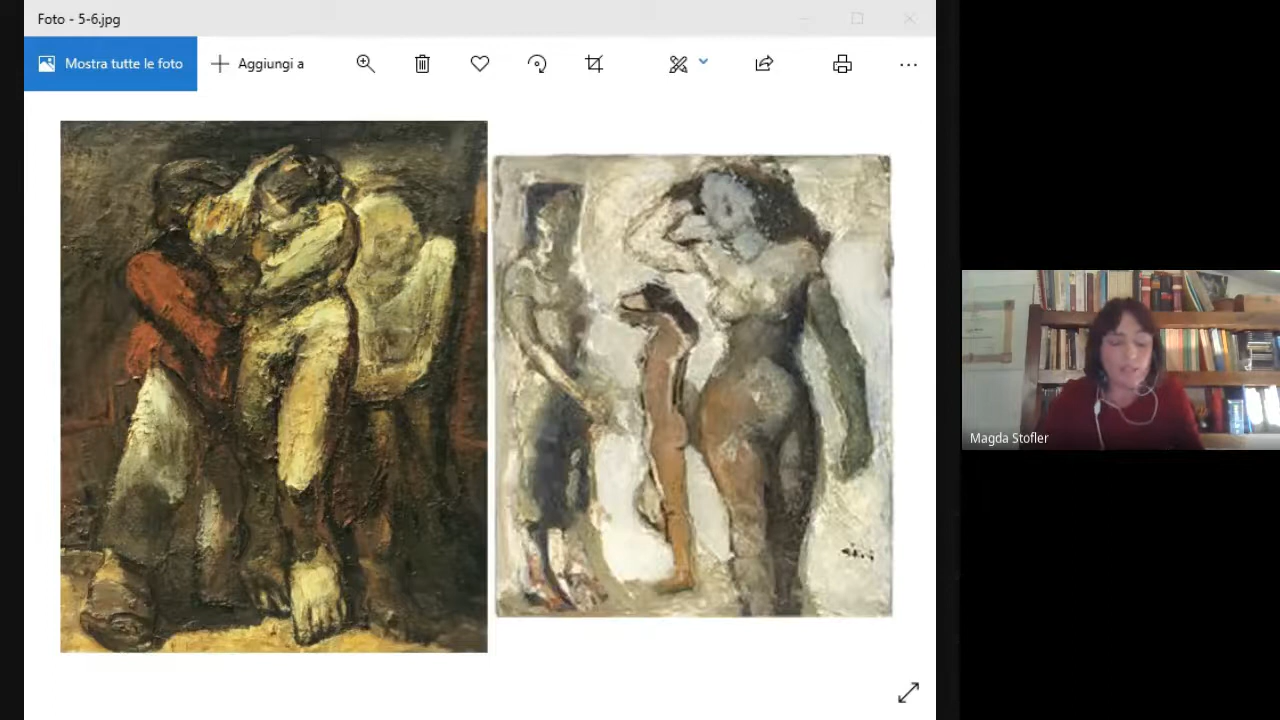 Foto - 5-6.jpg
Mostra tutte le foto
Aggiungi a
Magda Stofler